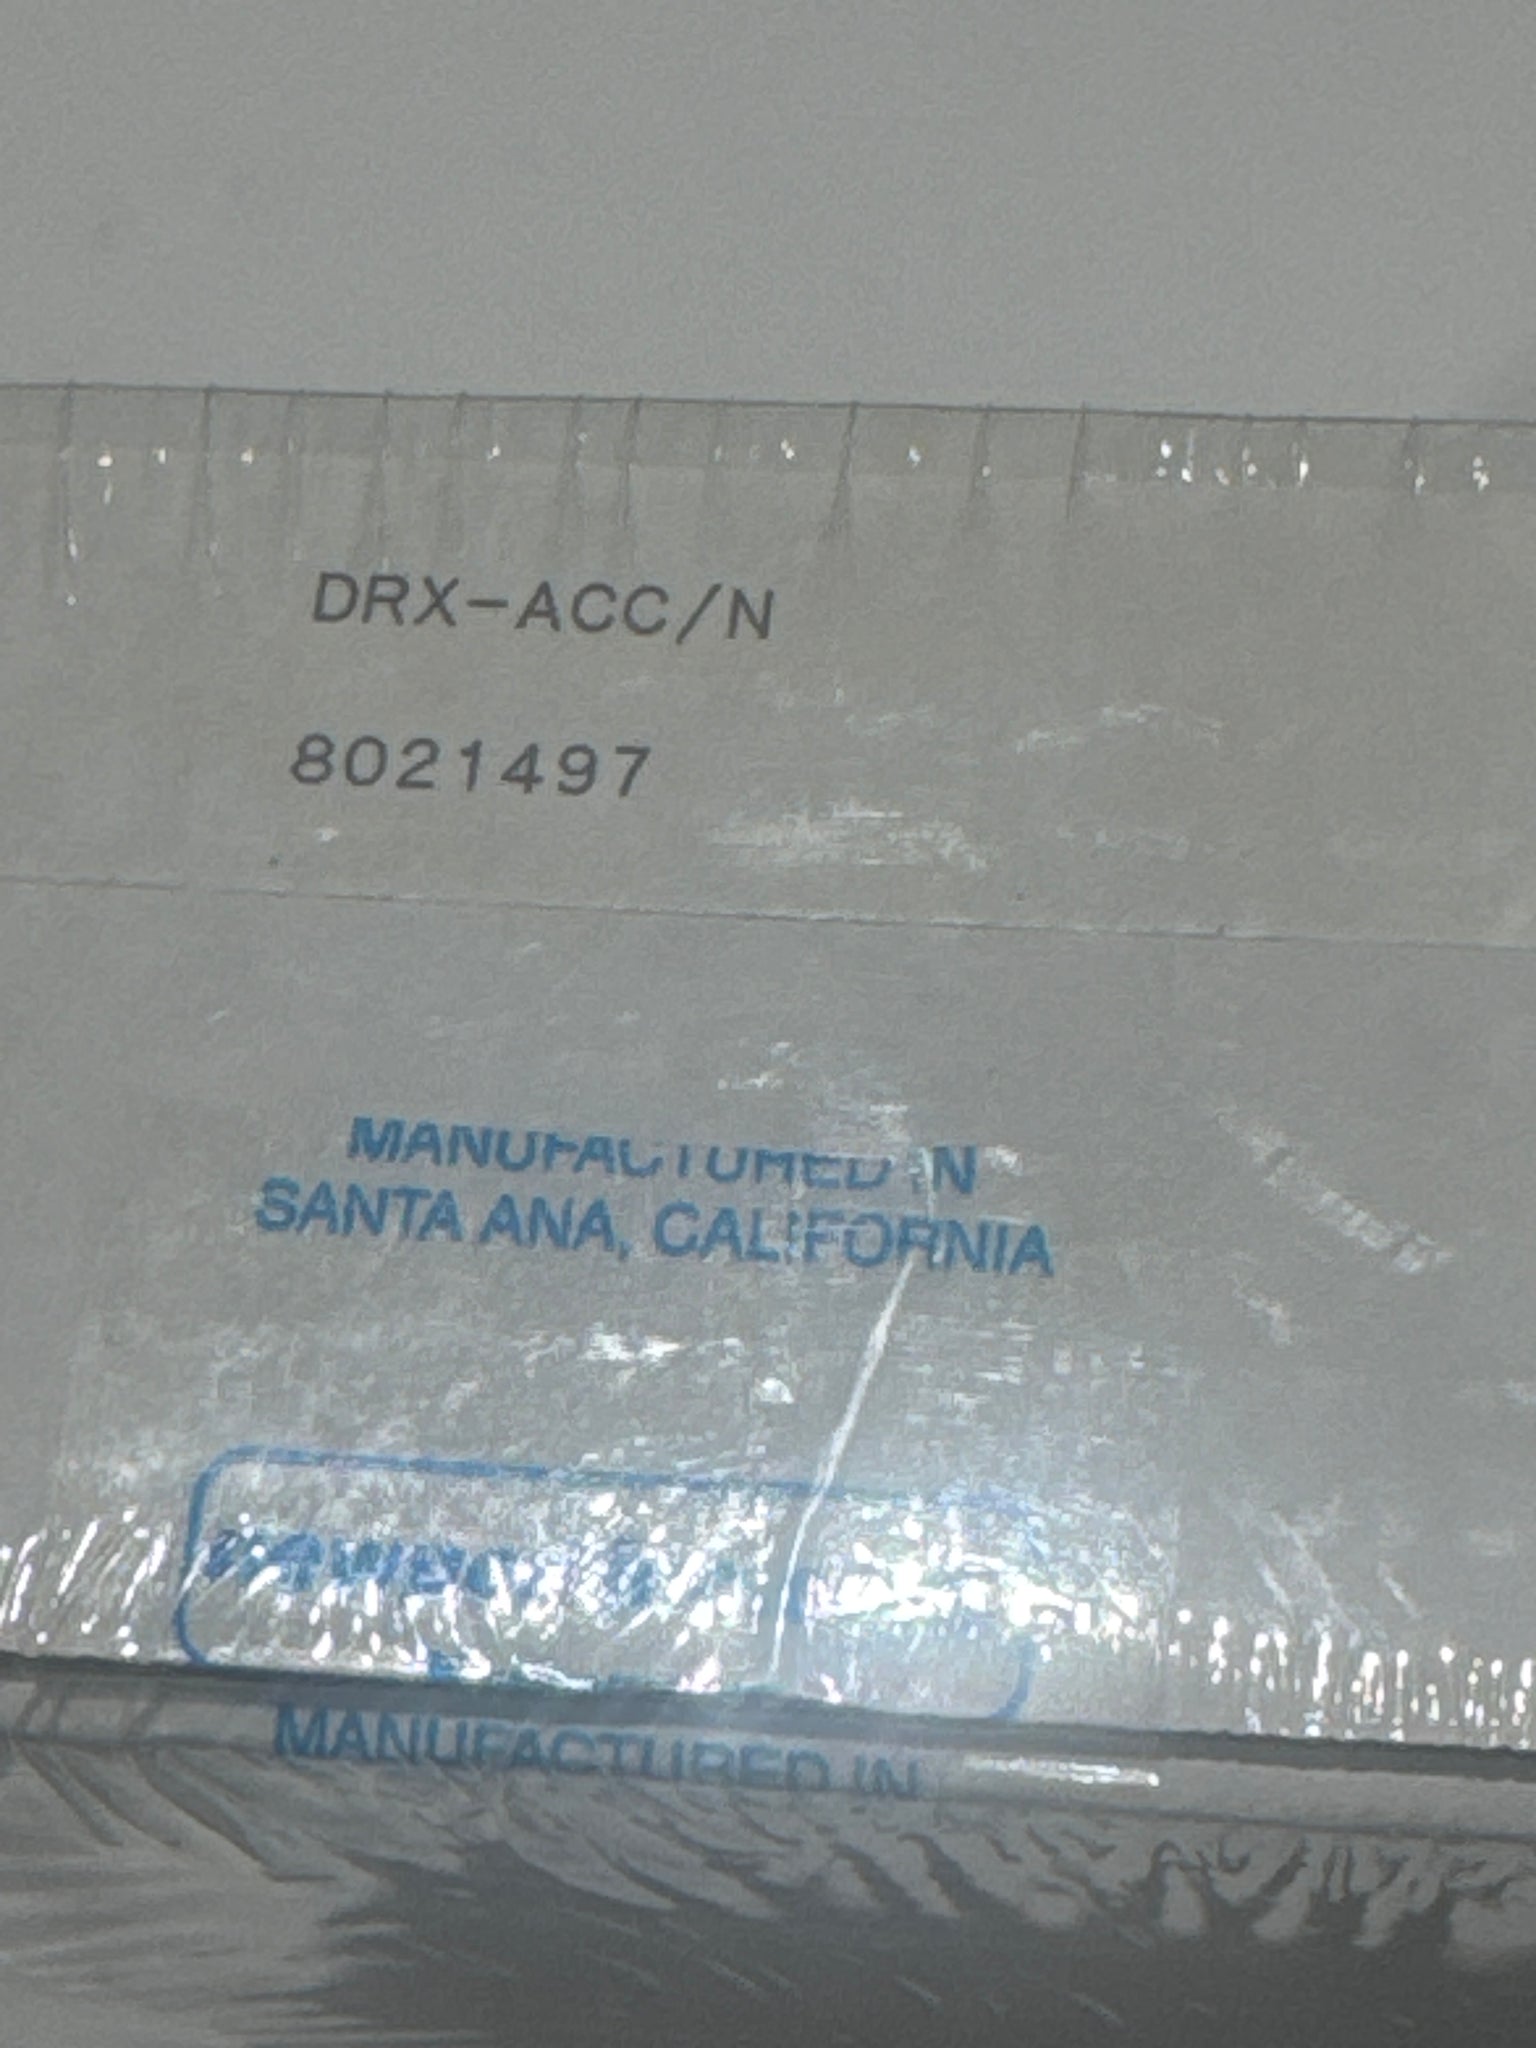 DRX-ACC/N
8021497
MANUFACTURED IN
SANTA ANA, CALIFORNIA
MANUFACTURED IN